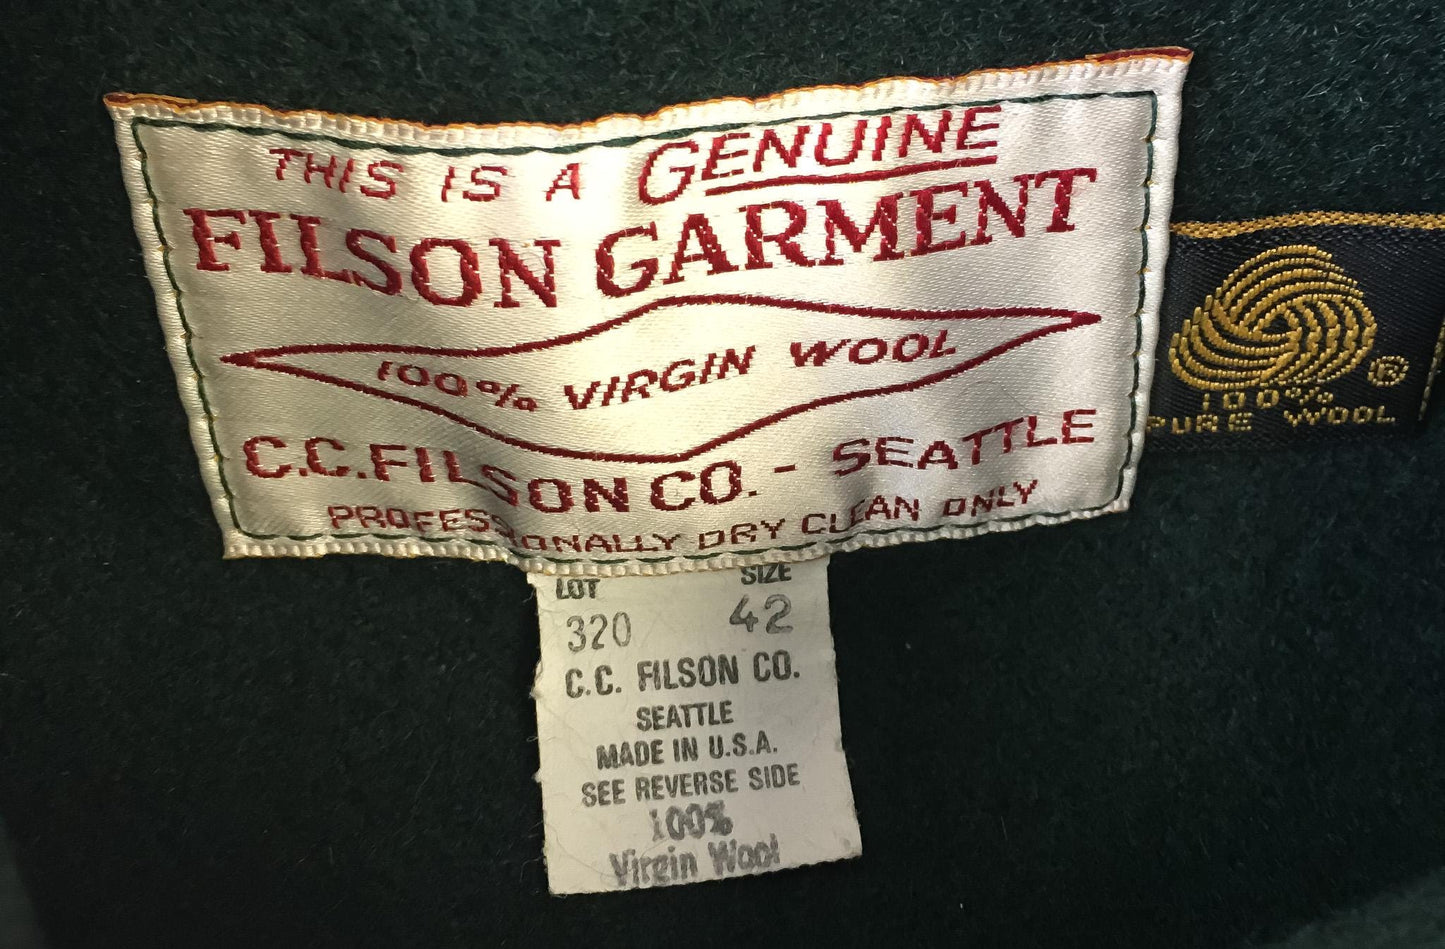 THIS IS A GENUINE
FILSON GARMENT
100% VIRGIN WOOL
C.C. FILSON CO. - SEATTLE
PROFESSIONALLY DRY CLEAN ONLY
LOT SIZE
320 42
C.C. FILSON CO.
SEATTLE
MADE IN U.S.A.
SEE REVERSE SIDE
100%
Virgin Wool
®
100%
PURE WOOL